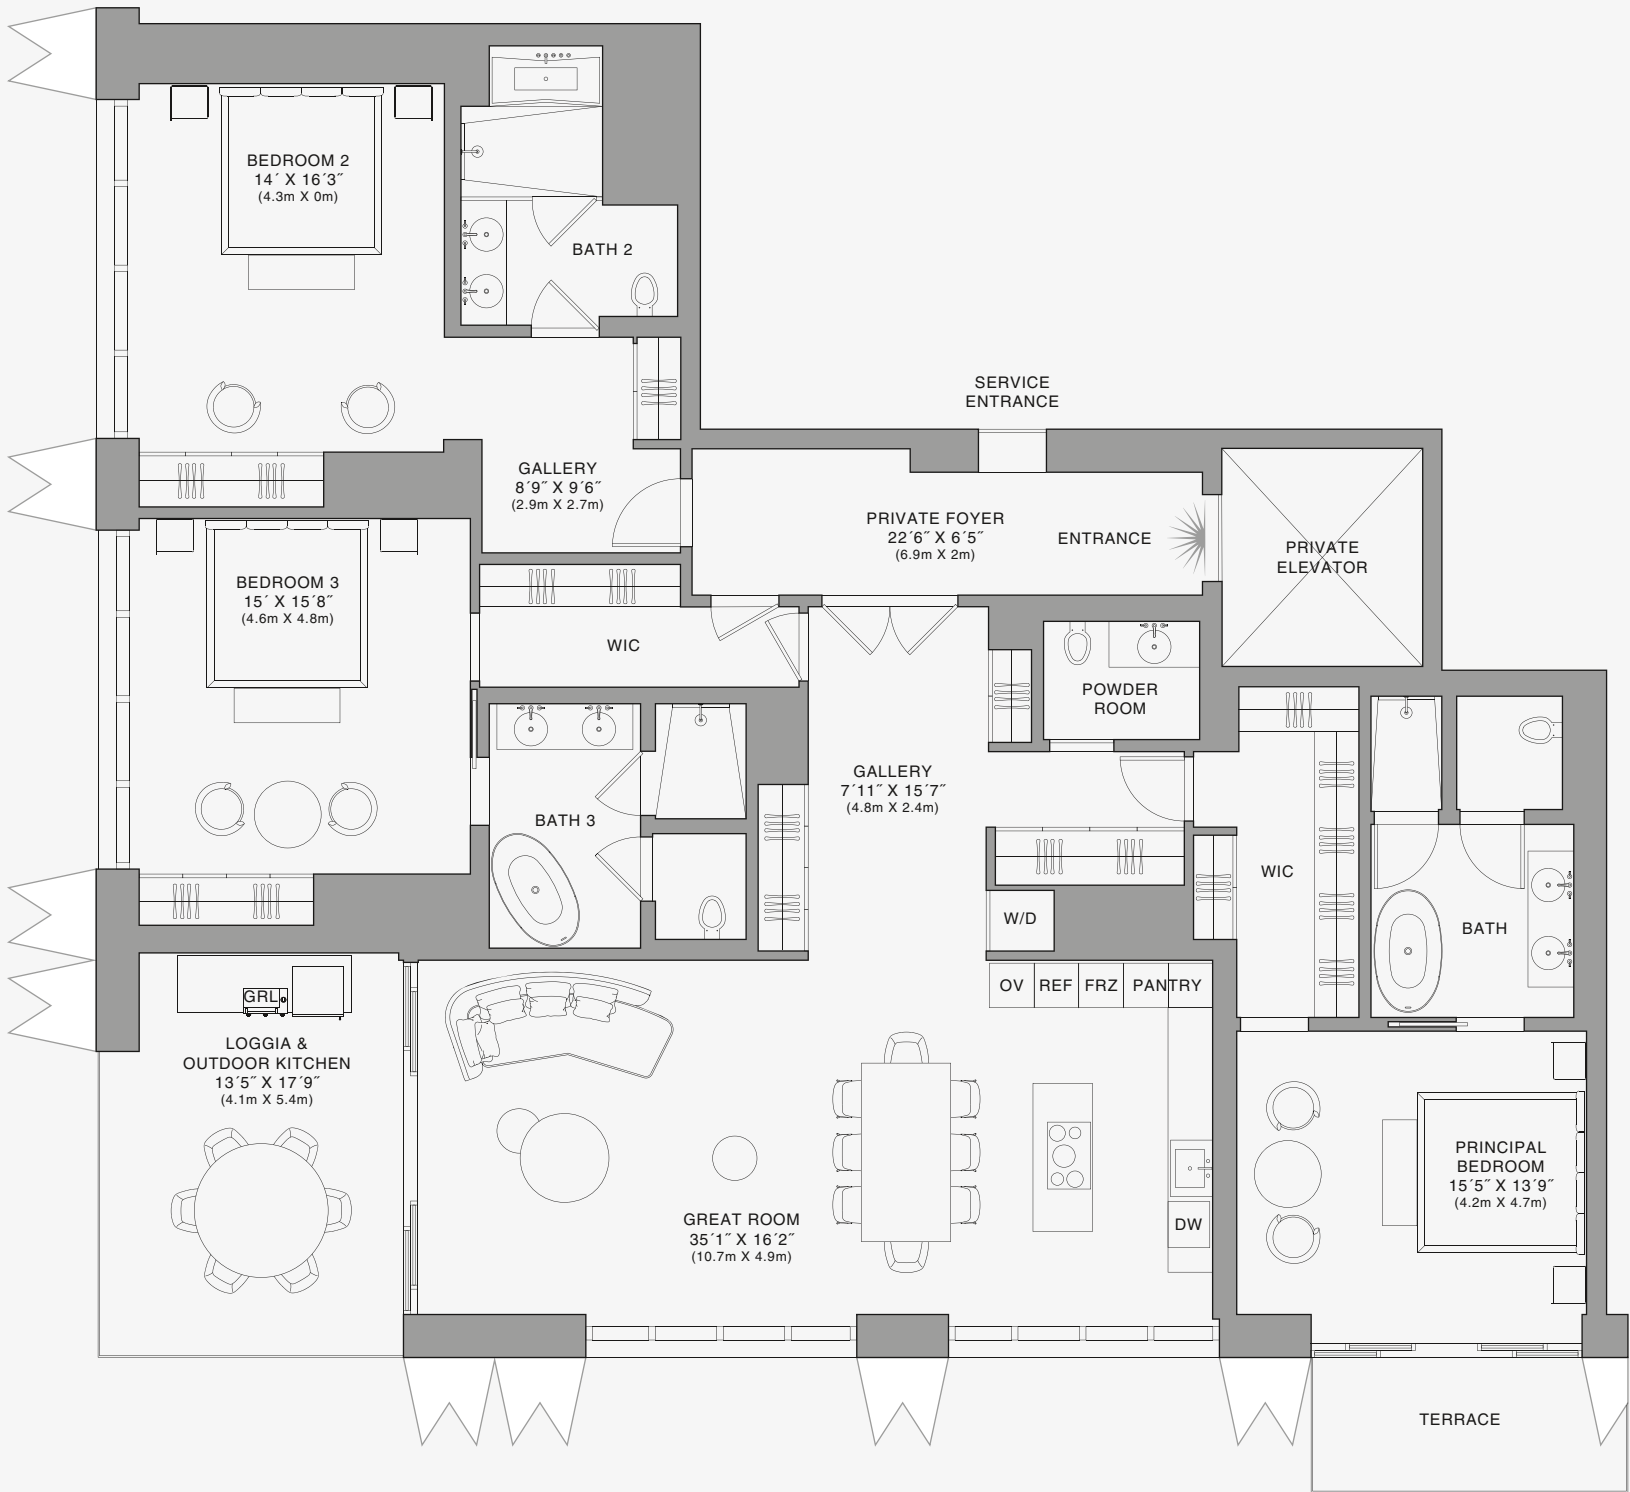 BEDROOM 2
14´ X 16´3˝
(4.3m X 0m)
BATH 2
SERVICE
ENTRANCE
GALLERY
8´9˝ X 9´6˝
(2.9m X 2.7m)
PRIVATE FOYER
22´6˝ X 6´5˝
(6.9m X 2m)
ENTRANCE
PRIVATE
ELEVATOR
BEDROOM 3
15´ X 15´8˝
(4.6m X 4.8m)
WIC
POWDER
ROOM
GALLERY
7´11˝ X 15´7˝
(4.8m X 2.4m)
BATH 3
WIC
W/D
BATH
OV
REF
FRZ
PANTRY
GRL
LOGGIA &
OUTDOOR KITCHEN
13´5˝ X 17´9˝
(4.1m X 5.4m)
PRINCIPAL
BEDROOM
15´5˝ X 13´9˝
(4.2m X 4.7m)
GREAT ROOM
35´1˝ X 16´2˝
(10.7m X 4.9m)
DW
TERRACE